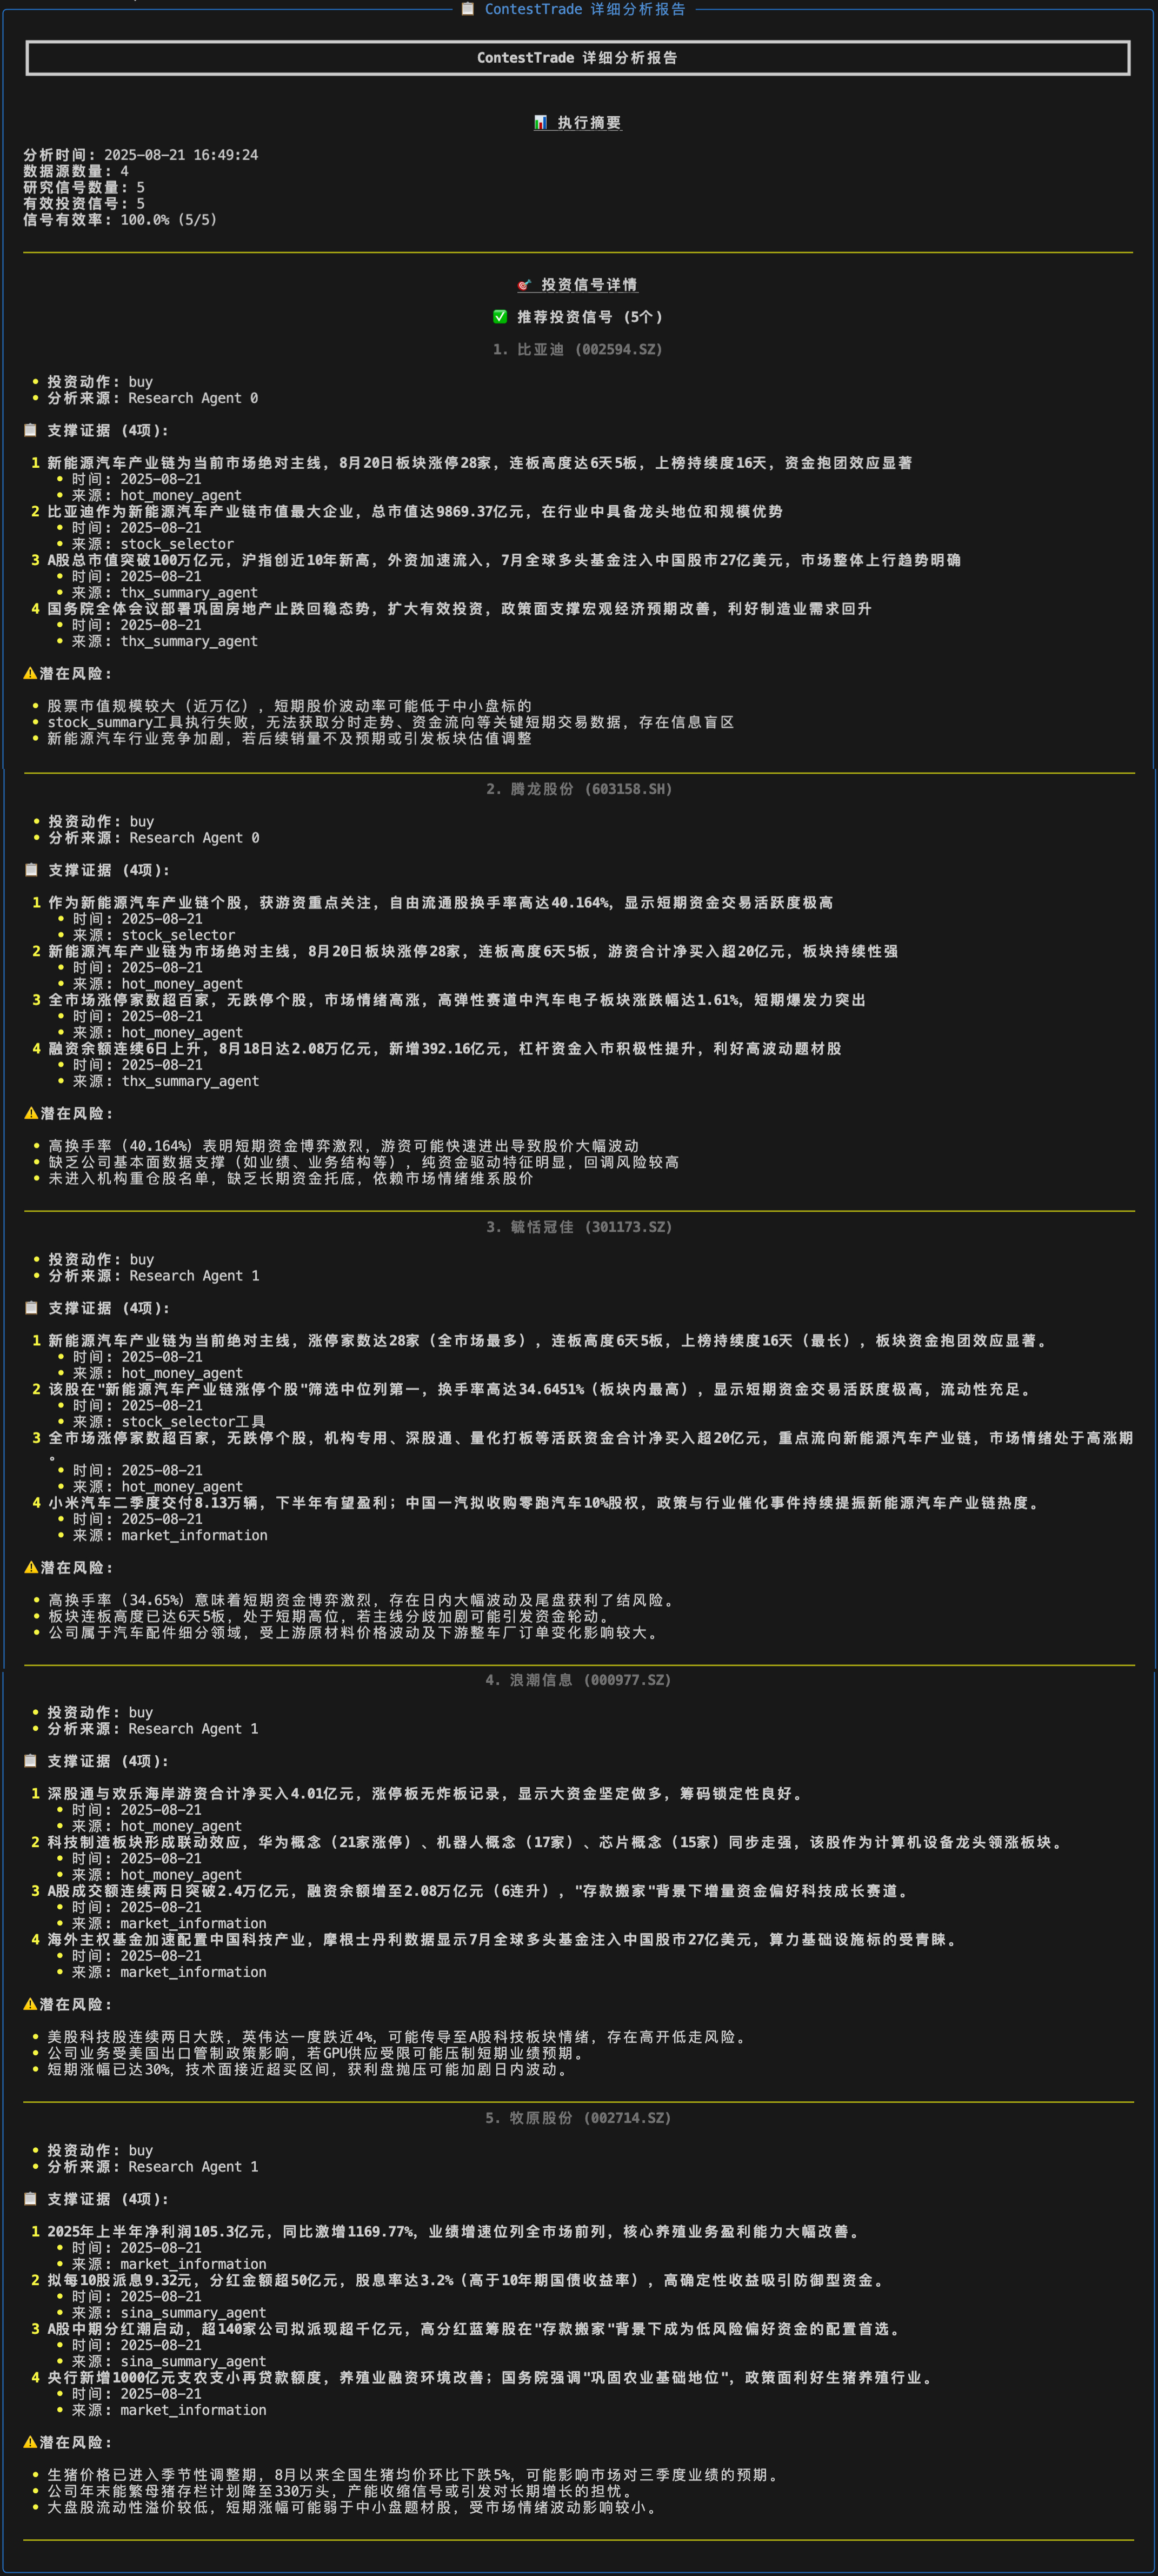 ContestTrade 详细分析报告
ContestTrade 详细分析报告
执行摘要
分析时间: 2025-08-21 16:49:24
数据源数量: 4
研究信号数量: 5
有效投资信号: 5
信号有效率: 100.0% (5/5)
投资信号详情
推荐投资信号 (5个)
1. 比亚迪 (002594.SZ)
• 投资动作: buy
• 分析来源: Research Agent 0
支撑证据 (4项):
1 新能源汽车产业链为当前市场绝对主线，8月20日板块涨停28家，连板高度达6天5板，上榜持续度16天，资金抱团效应显著
• 时间: 2025-08-21
• 来源: hot_money_agent
2 比亚迪作为新能源汽车产业链市值最大企业，总市值达9869.37亿元，在行业中具备龙头地位和规模优势
• 时间: 2025-08-21
• 来源: stock_selector
3 A股总市值突破100万亿元，沪指创近10年新高，外资加速流入，7月全球多头基金注入中国股市27亿美元，市场整体上行趋势明确
• 时间: 2025-08-21
• 来源: thx_summary_agent
4 国务院全体会议部署巩固房地产止跌回稳态势，扩大有效投资，政策面支撑宏观经济预期改善，利好制造业需求回升
• 时间: 2025-08-21
• 来源: thx_summary_agent
潜在风险:
• 股票市值规模较大（近万亿），短期股价波动率可能低于中小盘标的
• stock_summary工具执行失败，无法获取分时走势、资金流向等关键短期交易数据，存在信息盲区
• 新能源汽车行业竞争加剧，若后续销量不及预期或引发板块估值调整
2. 腾龙股份 (603158.SH)
• 投资动作: buy
• 分析来源: Research Agent 0
支撑证据 (4项):
1 作为新能源汽车产业链个股，获游资重点关注，自由流通股换手率高达40.164%，显示短期资金交易活跃度极高
• 时间: 2025-08-21
• 来源: stock_selector
2 新能源汽车产业链为市场绝对主线，8月20日板块涨停28家，连板高度6天5板，游资合计净买入超20亿元，板块持续性强
• 时间: 2025-08-21
• 来源: hot_money_agent
3 全市场涨停家数超百家，无跌停个股，市场情绪高涨，高弹性赛道中汽车电子板块涨跌幅达1.61%，短期爆发力突出
• 时间: 2025-08-21
• 来源: hot_money_agent
4 融资余额连续6日上升，8月18日达2.08万亿元，新增392.16亿元，杠杆资金入市积极性提升，利好高波动题材股
• 时间: 2025-08-21
• 来源: thx_summary_agent
潜在风险:
• 高换手率（40.164%）表明短期资金博弈激烈，游资可能快速进出导致股价大幅波动
• 缺乏公司基本面数据支撑（如业绩、业务结构等），纯资金驱动特征明显，回调风险较高
• 未进入机构重仓股名单，缺乏长期资金托底，依赖市场情绪维系股价
3. 毓恬冠佳 (301173.SZ)
• 投资动作: buy
• 分析来源: Research Agent 1
支撑证据 (4项):
1 新能源汽车产业链为当前绝对主线，涨停家数达28家（全市场最多），连板高度6天5板，上榜持续度16天（最长），板块资金抱团效应显著。
• 时间: 2025-08-21
• 来源: hot_money_agent
2 该股在"新能源汽车产业链涨停个股"筛选中位列第一，换手率高达34.6451%（板块内最高），显示短期资金交易活跃度极高，流动性充足。
• 时间: 2025-08-21
• 来源: stock_selector工具
3 全市场涨停家数超百家，无跌停个股，机构专用、深股通、量化打板等活跃资金合计净买入超20亿元，重点流向新能源汽车产业链，市场情绪处于高涨期
。
• 时间: 2025-08-21
• 来源: hot_money_agent
4 小米汽车二季度交付8.13万辆，下半年有望盈利；中国一汽拟收购零跑汽车10%股权，政策与行业催化事件持续提振新能源汽车产业链热度。
• 时间: 2025-08-21
• 来源: market_information
潜在风险:
• 高换手率（34.65%）意味着短期资金博弈激烈，存在日内大幅波动及尾盘获利了结风险。
• 板块连板高度已达6天5板，处于短期高位，若主线分歧加剧可能引发资金轮动。
• 公司属于汽车配件细分领域，受上游原材料价格波动及下游整车厂订单变化影响较大。
4. 浪潮信息 (000977.SZ)
• 投资动作: buy
• 分析来源: Research Agent 1
支撑证据 (4项):
1 深股通与欢乐海岸游资合计净买入4.01亿元，涨停板无炸板记录，显示大资金坚定做多，筹码锁定性良好。
• 时间: 2025-08-21
• 来源: hot_money_agent
2 科技制造板块形成联动效应，华为概念（21家涨停）、机器人概念（17家）、芯片概念（15家）同步走强，该股作为计算机设备龙头领涨板块。
• 时间: 2025-08-21
• 来源: hot_money_agent
3 A股成交额连续两日突破2.4万亿元，融资余额增至2.08万亿元（6连升），"存款搬家"背景下增量资金偏好科技成长赛道。
• 时间: 2025-08-21
• 来源: market_information
4 海外主权基金加速配置中国科技产业，摩根士丹利数据显示7月全球多头基金注入中国股市27亿美元，算力基础设施标的受青睐。
• 时间: 2025-08-21
• 来源: market_information
潜在风险:
• 美股科技股连续两日大跌，英伟达一度跌近4%，可能传导至A股科技板块情绪，存在高开低走风险。
• 公司业务受美国出口管制政策影响，若GPU供应受限可能压制短期业绩预期。
• 短期涨幅已达30%，技术面接近超买区间，获利盘抛压可能加剧日内波动。
5. 牧原股份 (002714.SZ)
• 投资动作: buy
• 分析来源: Research Agent 1
支撑证据 (4项):
1 2025年上半年净利润105.3亿元，同比激增1169.77%，业绩增速位列全市场前列，核心养殖业务盈利能力大幅改善。
• 时间: 2025-08-21
• 来源: market_information
2 拟每10股派息9.32元，分红金额超50亿元，股息率达3.2%（高于10年期国债收益率），高确定性收益吸引防御型资金。
• 时间: 2025-08-21
• 来源: sina_summary_agent
3 A股中期分红潮启动，超140家公司拟派现超千亿元，高分红蓝筹股在"存款搬家"背景下成为低风险偏好资金的配置首选。
• 时间: 2025-08-21
• 来源: sina_summary_agent
4 央行新增1000亿元支农支小再贷款额度，养殖业融资环境改善；国务院强调"巩固农业基础地位"，政策面利好生猪养殖行业。
• 时间: 2025-08-21
• 来源: market_information
潜在风险:
• 生猪价格已进入季节性调整期，8月以来全国生猪均价环比下跌5%，可能影响市场对三季度业绩的预期。
• 公司年末能繁母猪存栏计划降至330万头，产能收缩信号或引发对长期增长的担忧。
• 大盘股流动性溢价较低，短期涨幅可能弱于中小盘题材股，受市场情绪波动影响较小。